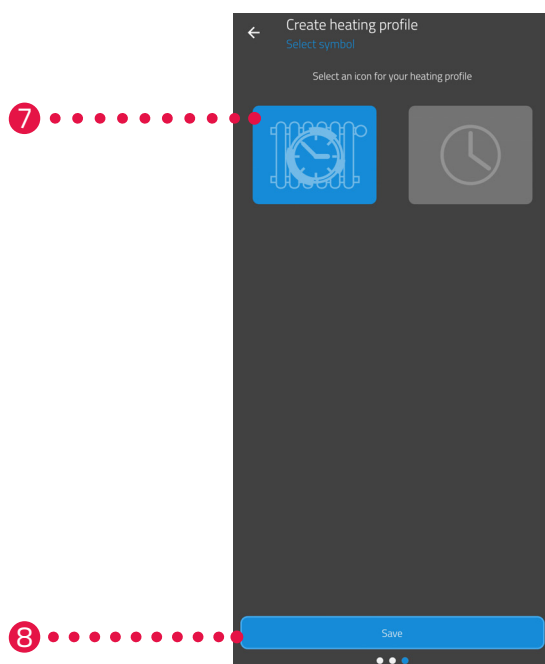 Create heating profile
Select symbol
Select an icon for your heating profile
7
8
Save